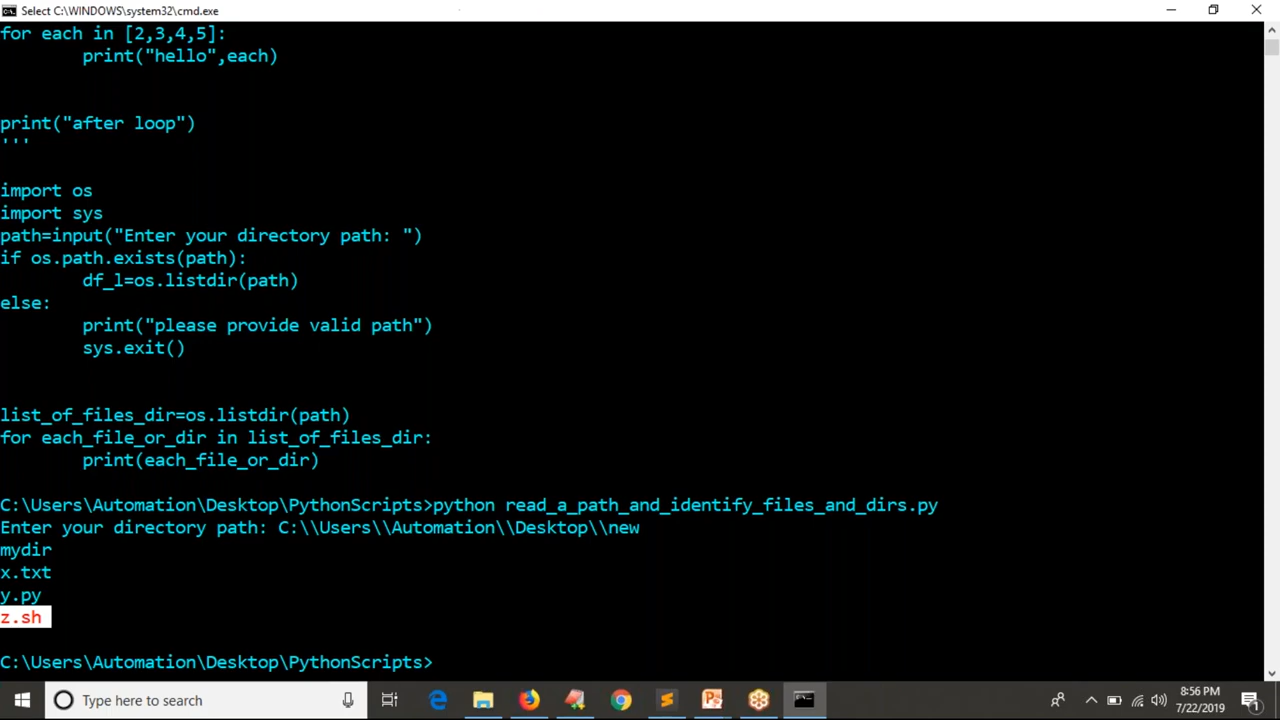 Select C:\WINDOWS\system32\cmd.exe
for each in [2,3,4,5]:
        print("hello",each)
print("after loop")
'''
import os
import sys
path=input("Enter your directory path: ")
if os.path.exists(path):
        df_l=os.listdir(path)
else:
        print("please provide valid path")
        sys.exit()
list_of_files_dir=os.listdir(path)
for each_file_or_dir in list_of_files_dir:
        print(each_file_or_dir)
C:\Users\Automation\Desktop\PythonScripts>python read_a_path_and_identify_files_and_dirs.py
Enter your directory path: C:\\Users\\Automation\\Desktop\\new
mydir
x.txt
y.py
z.sh
C:\Users\Automation\Desktop\PythonScripts>
Type here to search
8:56 PM
7/22/2019
1